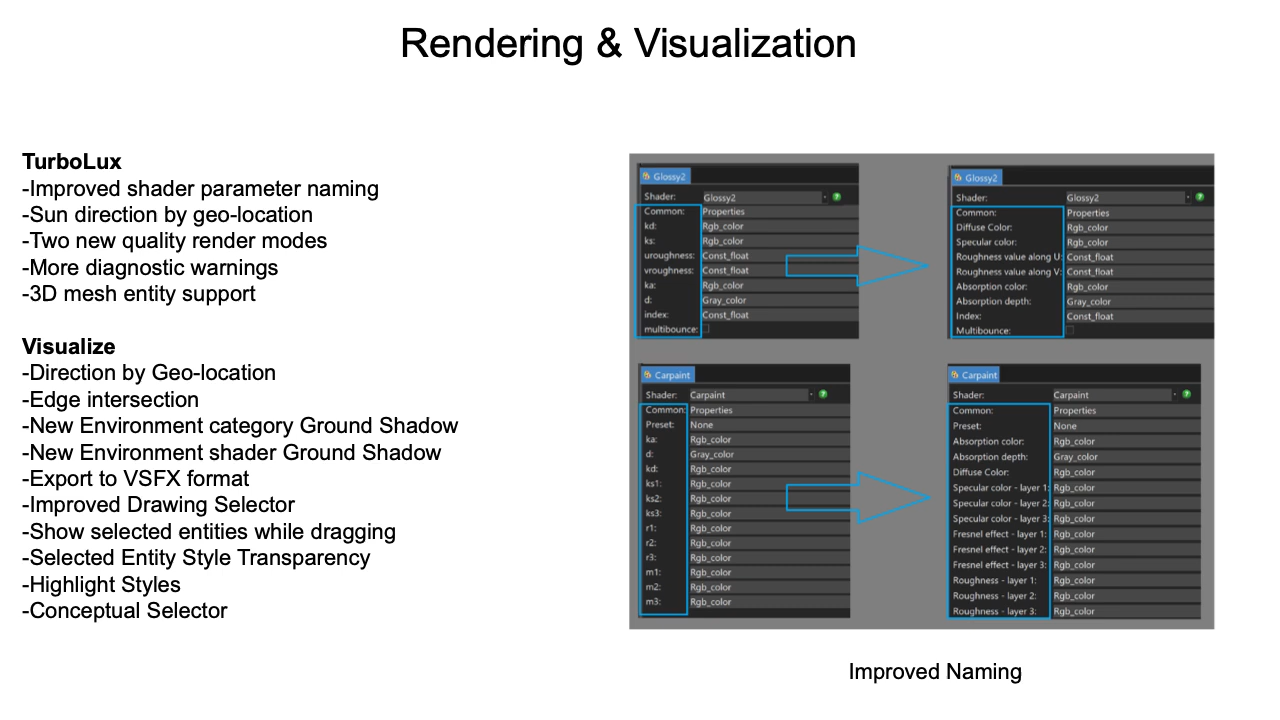 Rendering & Visualization
TurboLux
-Improved shader parameter naming
-Sun direction by geo-location
-Two new quality render modes
-More diagnostic warnings
-3D mesh entity support
Visualize
-Direction by Geo-location
-Edge intersection
-New Environment category Ground Shadow
-New Environment shader Ground Shadow
-Export to VSFX format
-Improved Drawing Selector
-Show selected entities while dragging
-Selected Entity Style Transparency
-Highlight Styles
-Conceptual Selector
Glossy2
Shader: Glossy2
Common: Properties
kd: Rgb_color
ks: Rgb_color
uroughness: Const_float
vroughness: Const_float
ka: Rgb_color
d: Gray_color
index: Const_float
multibounce:
Glossy2
Shader: Glossy2
Common: Properties
Diffuse Color: Rgb_color
Specular color: Rgb_color
Roughness value along U: Const_float
Roughness value along V: Const_float
Absorption color: Rgb_color
Absorption depth: Gray_color
Index: Const_float
Multibounce:
Carpaint
Shader: Carpaint
Common: Properties
Preset: None
ka: Rgb_color
d: Gray_color
kd: Rgb_color
ks1: Rgb_color
ks2: Rgb_color
ks3: Rgb_color
r1: Rgb_color
r2: Rgb_color
r3: Rgb_color
m1: Rgb_color
m2: Rgb_color
m3: Rgb_color
Carpaint
Shader: Carpaint
Common: Properties
Preset: None
Absorption color: Rgb_color
Absorption depth: Gray_color
Diffuse Color: Rgb_color
Specular color - layer 1: Rgb_color
Specular color - layer 2: Rgb_color
Specular color - layer 3: Rgb_color
Fresnel effect - layer 1: Rgb_color
Fresnel effect - layer 2: Rgb_color
Fresnel effect - layer 3: Rgb_color
Roughness - layer 1: Rgb_color
Roughness - layer 2: Rgb_color
Roughness - layer 3: Rgb_color
Improved Naming